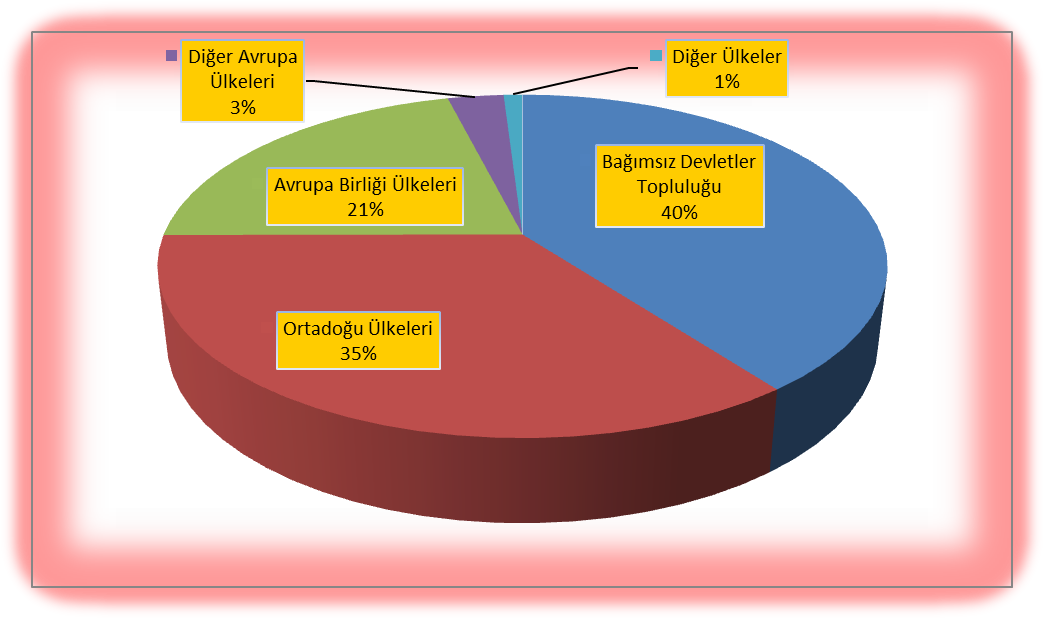 Diğer Avrupa
Ülkeleri
3%
Diğer Ülkeler
1%
Bağımsız Devletler
Topluluğu
40%
Avrupa Birliği Ülkeleri
21%
Ortadoğu Ülkeleri
35%